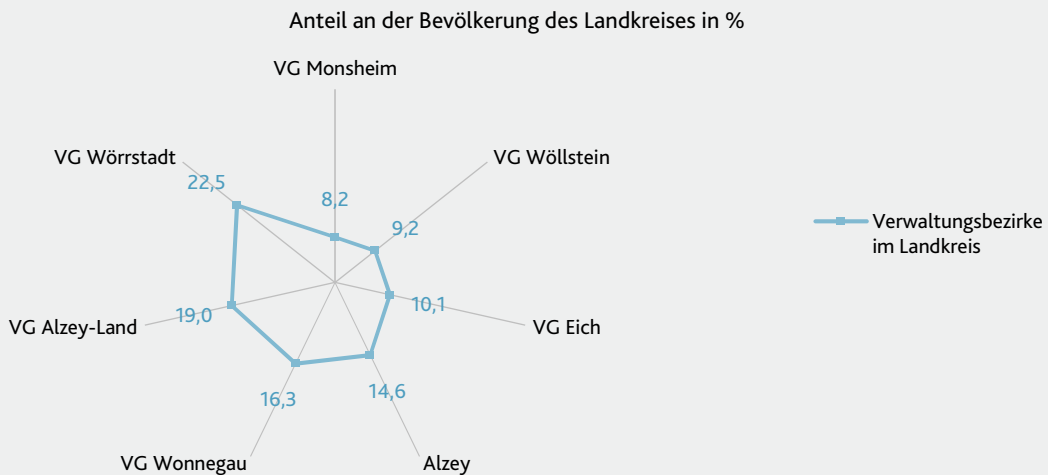 Anteil an der Bevölkerung des Landkreises in %
VG Monsheim
VG Wörrstadt
VG Wöllstein
22,5
8,2
9,2
Verwaltungsbezirke
im Landkreis
10,1
19,0
VG Alzey-Land
VG Eich
16,3
14,6
VG Wonnegau
Alzey